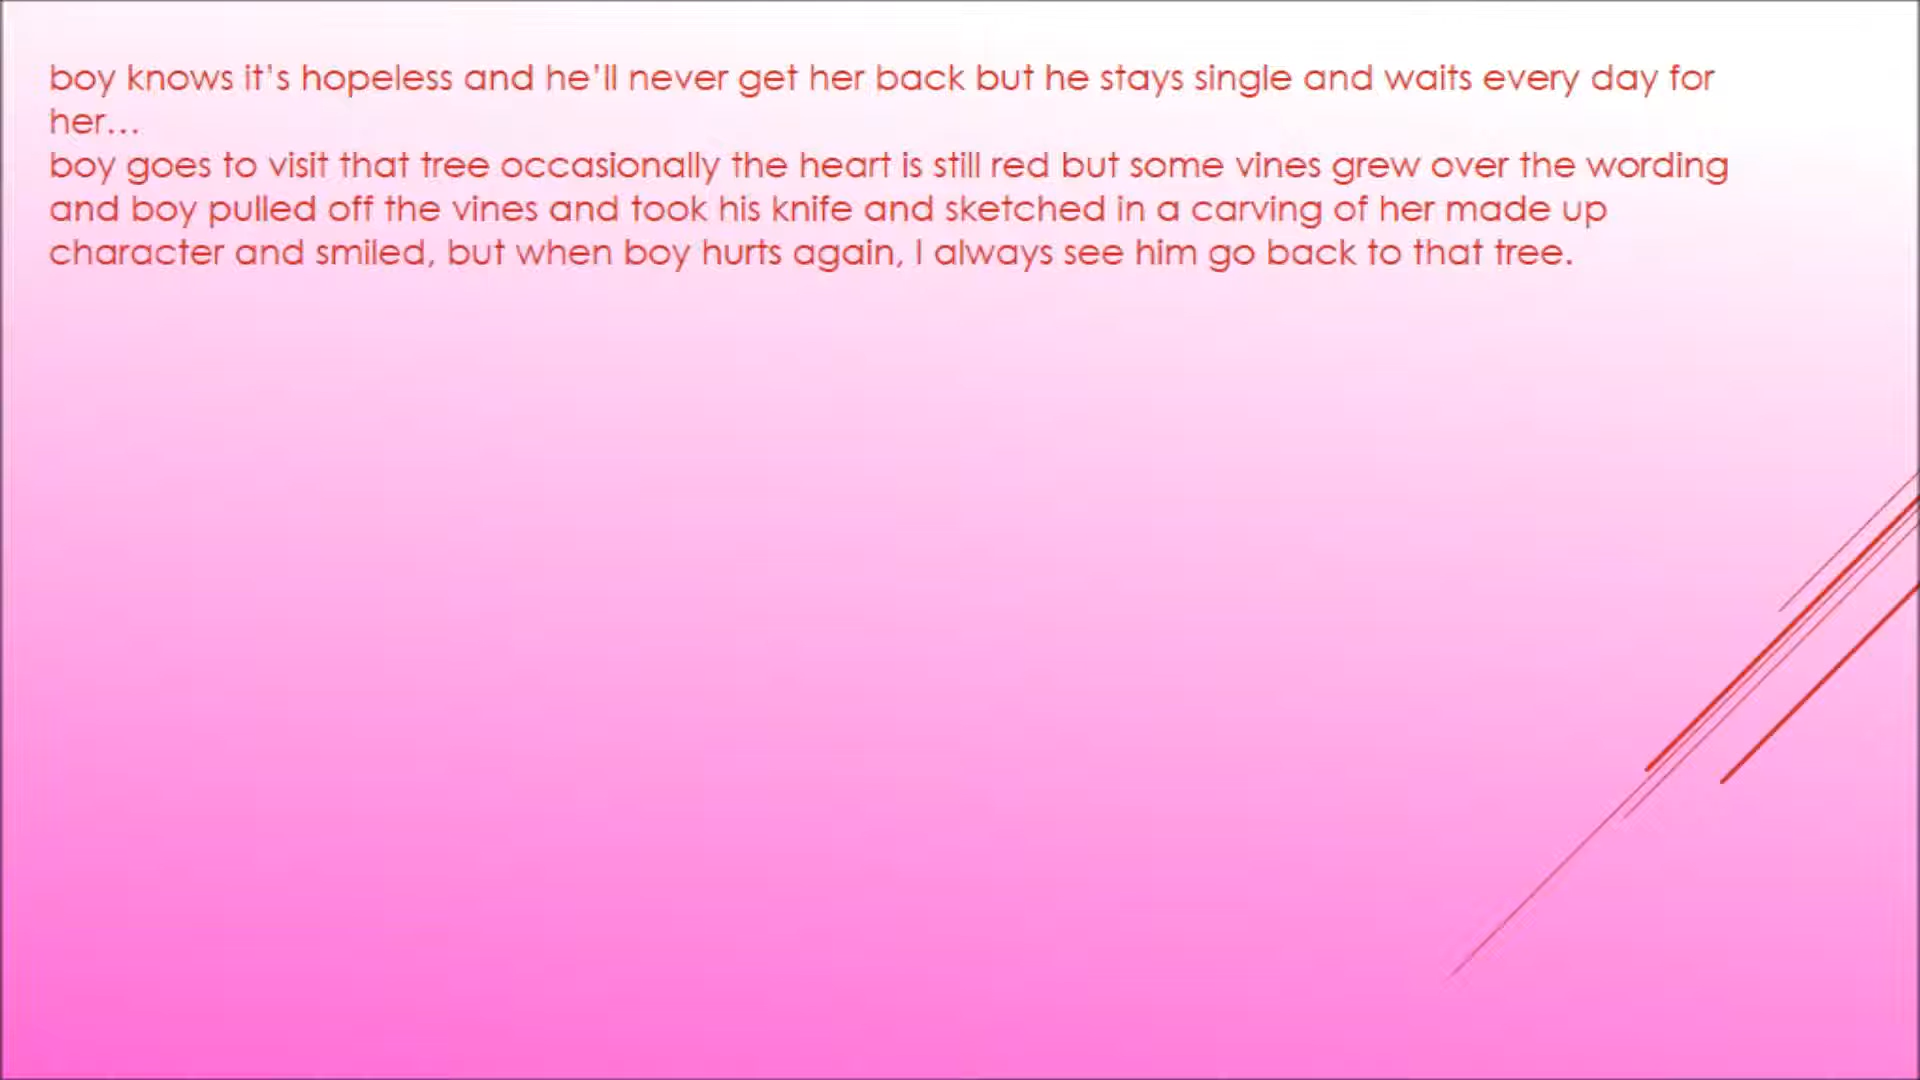 boy knows it’s hopeless and he’ll never get her back but he stays single and waits every day for
her…
boy goes to visit that tree occasionally the heart is still red but some vines grew over the wording
and boy pulled off the vines and took his knife and sketched in a carving of her made up
character and smiled, but when boy hurts again, I always see him go back to that tree.